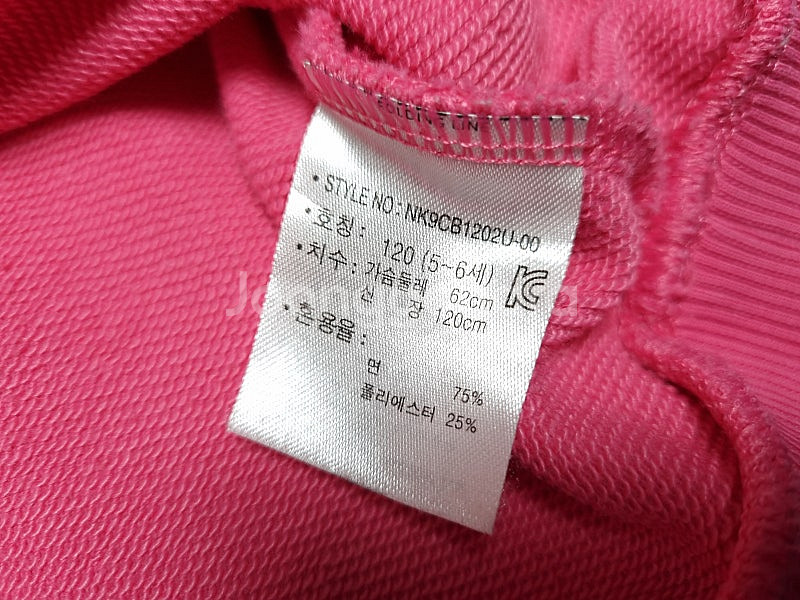 • STYLE NO : NK9CB1202U-00
• 호칭 : 120 (5~6세)
• 치수 : 가슴둘레 62cm
신 장 120cm
• 혼용율 :
면 75%
폴리에스터 25%